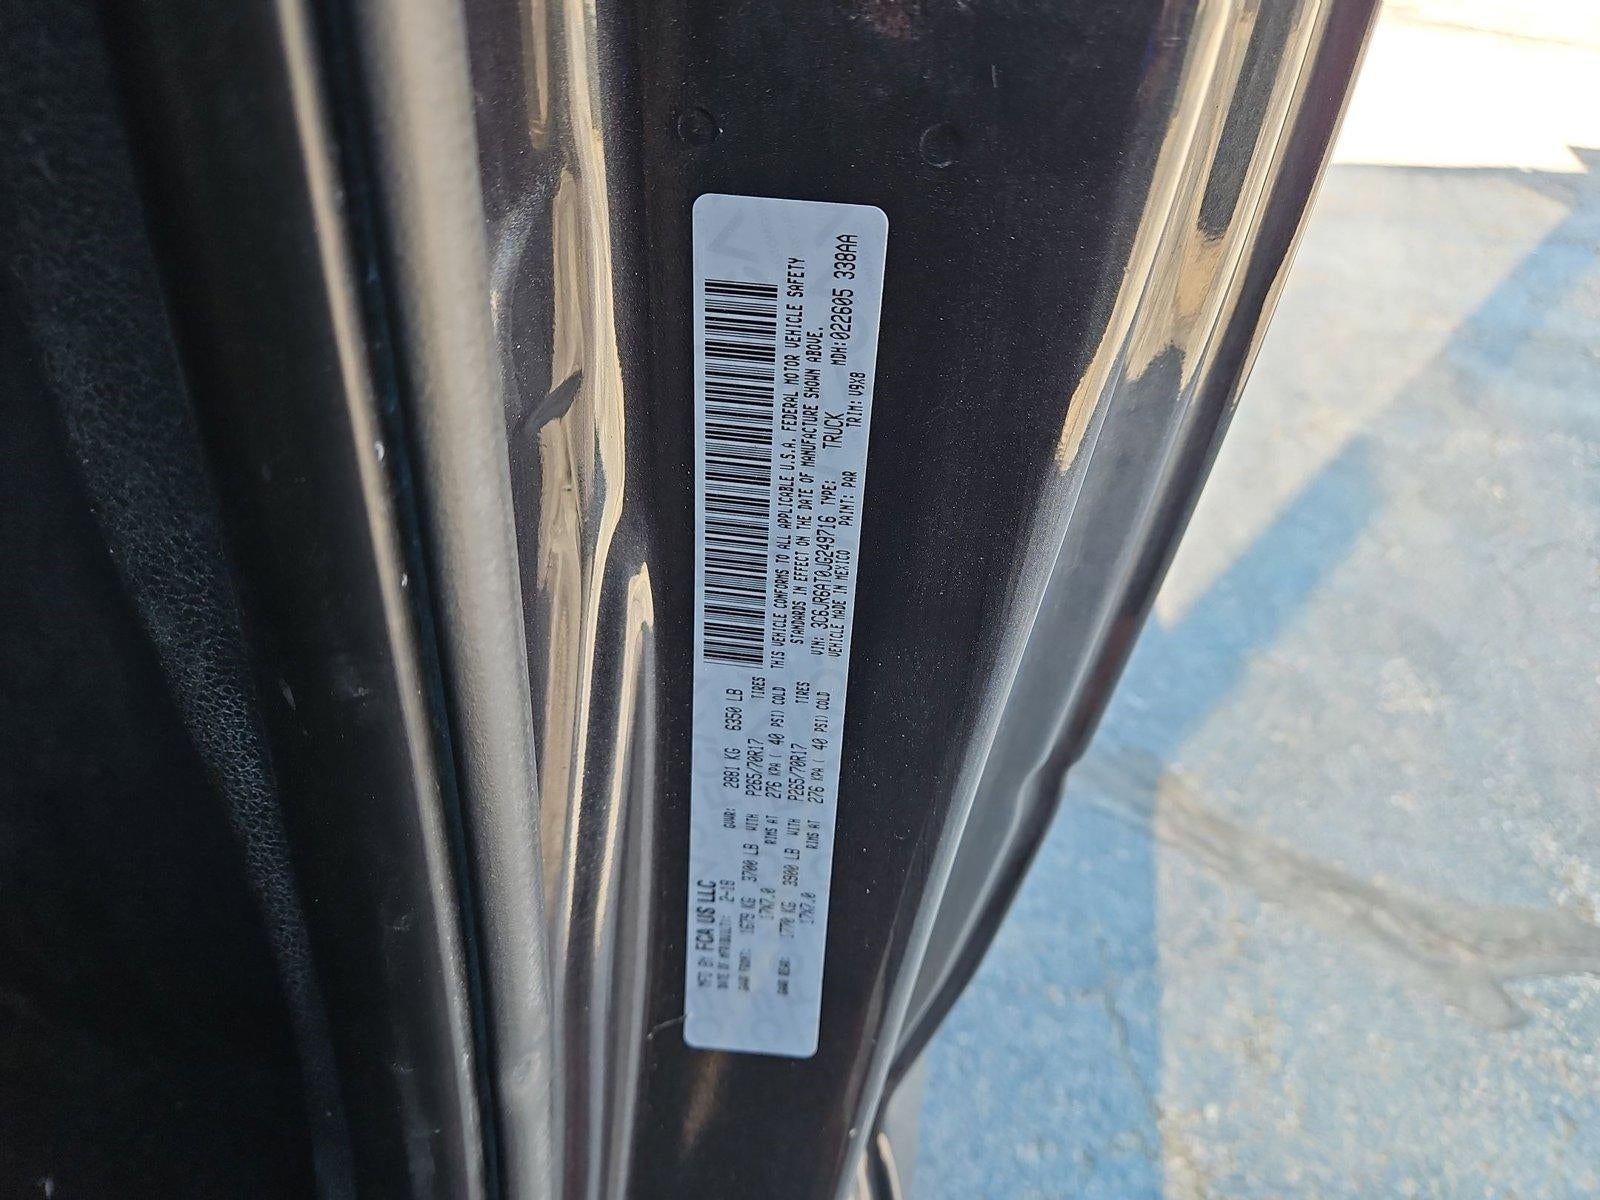 MFD BY FCA US LLC
DATE OF MFR(BUILT): 2-18 GVWR: 2881 KG 6350 LB
GAWR FRONT: 1679 KG 3700 LB WITH P265/70R17 TIRES
17X7.0 RIMS AT 276 KPA ( 40 PSI) COLD
GAWR REAR: 1770 KG 3900 LB WITH P265/70R17 TIRES
17X7.0 RIMS AT 276 KPA ( 40 PSI) COLD
THIS VEHICLE CONFORMS TO ALL APPLICABLE U.S.A. FEDERAL MOTOR VEHICLE SAFETY
STANDARDS IN EFFECT ON THE DATE OF MANUFACTURE SHOWN ABOVE.
VIN: 3C6JR6AT0JG249716 TYPE: TRUCK MDH:022605 338AA
VEHICLE MADE IN MEXICO PAINT: PAR TRIM: V9X8